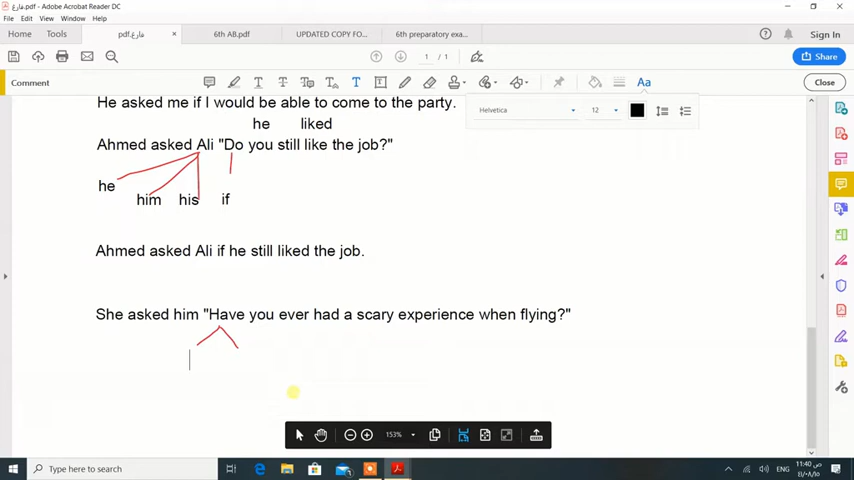 فارغ.pdf - Adobe Acrobat Reader DC
File Edit View Window Help
Home Tools فارغ.pdf 6th AB.pdf UPDATED COPY FO... 6th preparatory exa... Sign In
1 / 1 Share
Comment Aa Close
Helvetica 12
He asked me if I would be able to come to the party.
he liked
Ahmed asked Ali "Do you still like the job?"
he
him his if
Ahmed asked Ali if he still liked the job.
She asked him "Have you ever had a scary experience when flying?"
153%
Type here to search ENG 11:40 ص